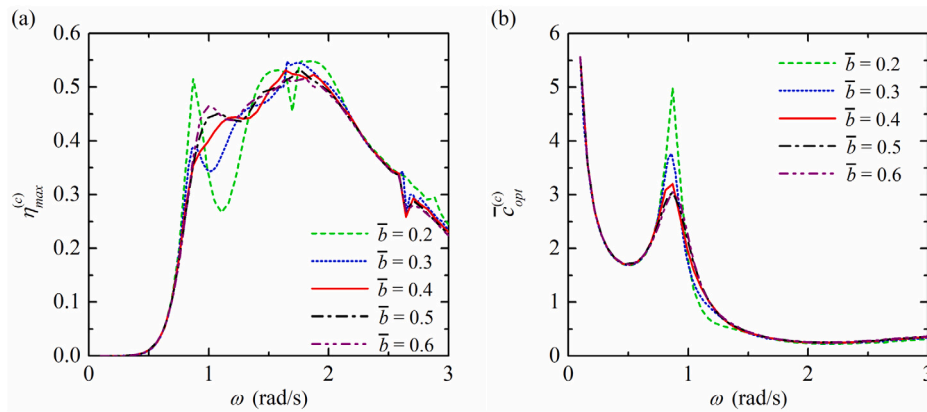 (a)
0.6
0.5
0.4
0.3
0.2
0.1
0.0
η_max^(c)
b̅ = 0.2
b̅ = 0.3
b̅ = 0.4
b̅ = 0.5
b̅ = 0.6
0 1 2 3
ω (rad/s)
(b)
6
5
4
3
2
1
0
c̅_opt^(c)
b̅ = 0.2
b̅ = 0.3
b̅ = 0.4
b̅ = 0.5
b̅ = 0.6
0 1 2 3
ω (rad/s)